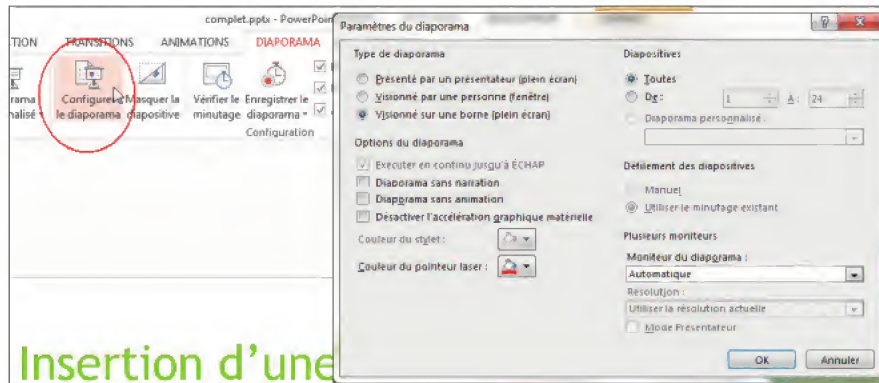 complet.pptx - PowerPoin
TION TRANSITIONS ANIMATIONS DIAPORAMA
rama
nalisé
Configurer
le diaporama
Masquer la
diapositive
Vérifier le
minutage
Enregistrer le
diaporama
Configuration
Insertion d'une
Paramètres du diaporama
Type de diaporama
Présenté par un présentateur (plein écran)
Visionné par une personne (fenêtre)
Visionné sur une borne (plein écran)
Options du diaporama
Exécuter en continu jusqu'à ÉCHAP
Diaporama sans narration
Diaporama sans animation
Désactiver l'accélération graphique matérielle
Couleur du stylet :
Couleur du pointeur laser :
Diapositives
Toutes
De : 1 À : 24
Diaporama personnalisé :
Défilement des diapositives
Manuel
Utiliser le minutage existant
Plusieurs moniteurs
Moniteur du diaporama :
Automatique
Résolution :
Utiliser la résolution actuelle
Mode Présentateur
OK Annuler